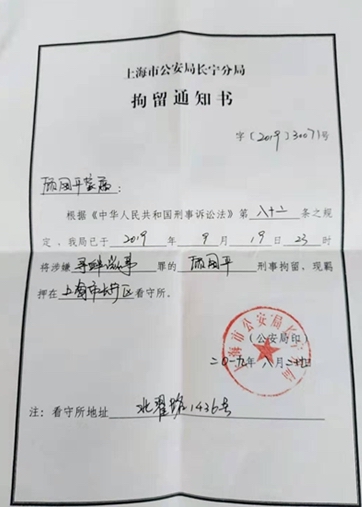 上海市公安局长宁分局
拘留通知书
字〔2019〕30071号
顾国平家属：
根据《中华人民共和国刑事诉讼法》第 八十二 条之规
定，我局已于 2019 年 9 月 19 日 23 时
将涉嫌 寻衅滋事 罪的 顾国平 刑事拘留，现羁
押在 上海市长宁区 看守所。
上海市公安局长宁分局
（公安局印）
二〇一九年
注：看守所地址 北翟路1436号